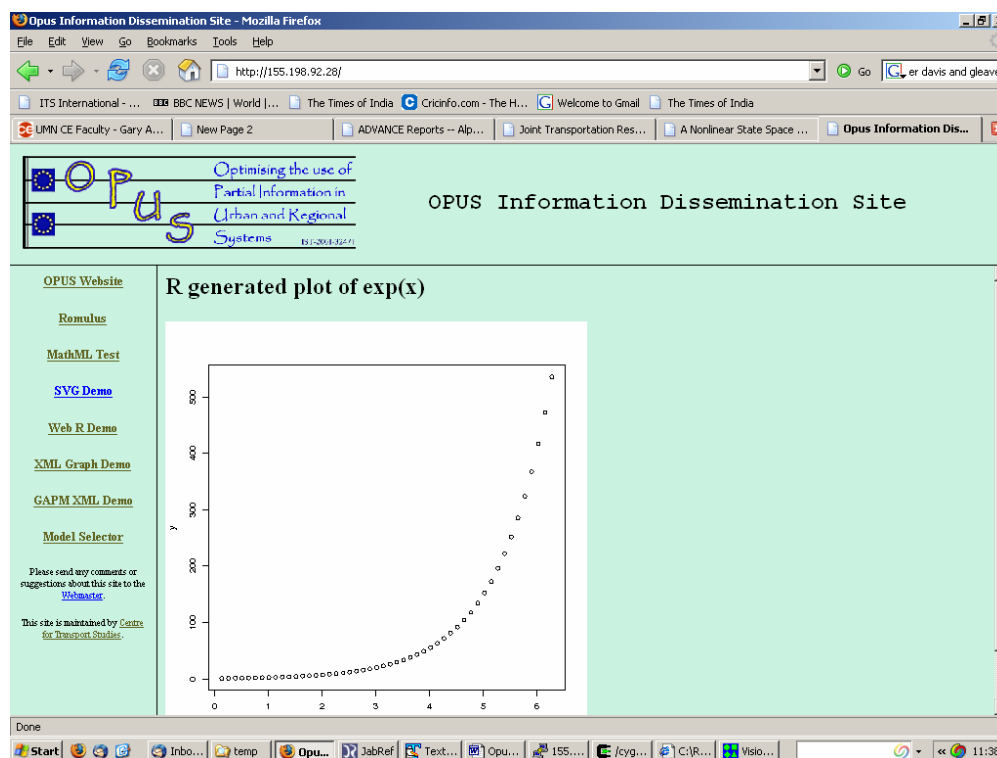 Opus Information Dissemination Site - Mozilla Firefox
File Edit View Go Bookmarks Tools Help
http://155.198.92.28/ Go er davis and gleave
ITS International - ... BBC NEWS | World |... The Times of India Cricinfo.com - The H... Welcome to Gmail The Times of India
UMN CE Faculty - Gary A... New Page 2 ADVANCE Reports -- Alp... Joint Transportation Res... A Nonlinear State Space ... Opus Information Dis...
OPUS
Optimising the use of
Partial Information in
Urban and Regional
Systems IST-2001-32471
OPUS Information Dissemination Site
OPUS Website
Romulus
MathML Test
SVG Demo
Web R Demo
XML Graph Demo
GAPM XML Demo
Model Selector
Please send any comments or
suggestions about this site to the
Webmaster.
This site is maintained by Centre
for Transport Studies.
R generated plot of exp(x)
500
400
300
200
100
0
y
0 1 2 3 4 5 6
Done
Start Inbo... temp Opu... JabRef Text... Opu... 155.... /cyg... C:\R... Visio... 11:38